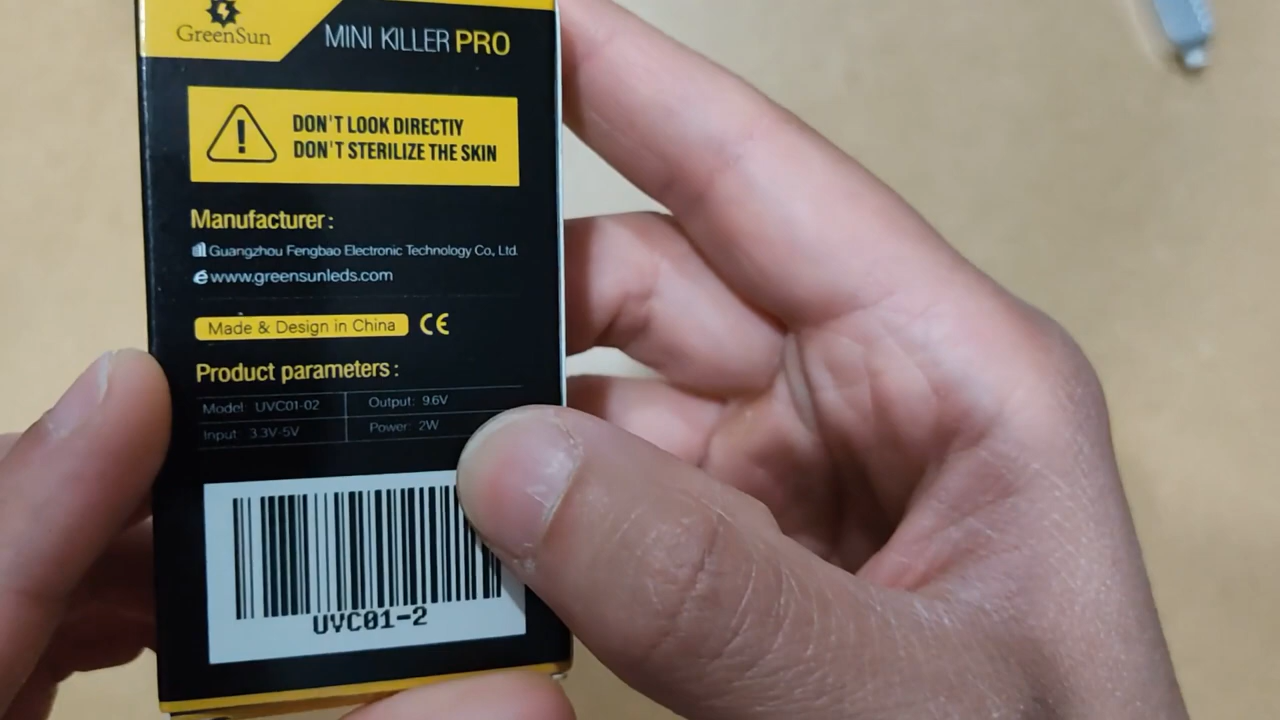 GreenSun
MINI KILLER PRO
DON'T LOOK DIRECTIY
DON'T STERILIZE THE SKIN
Manufacturer:
Guangzhou Fengbao Electronic Technology Co., Ltd.
www.greensunleds.com
Made & Design in China CE
Product parameters:
Model: UVC01-02 Output: 9.6V
Input: 3.3V-5V Power: 2W
UVC01-2